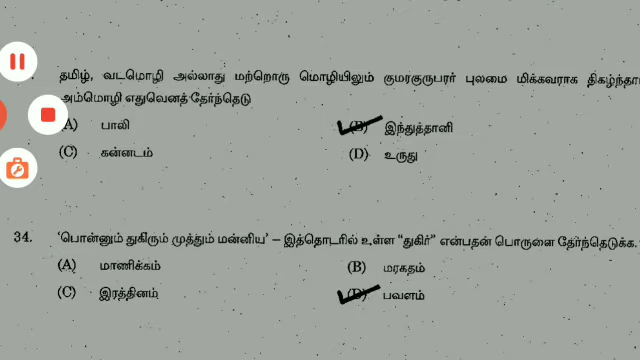 தமிழ், வடமொழி அல்லாது மற்றொரு மொழியிலும் குமரகுருபரர் புலமை மிக்கவராக திகழ்ந்தா
அம்மொழி எதுவெனத் தேர்ந்தெடு
(A) பாலி (B) இந்துத்தானி
(C) கன்னடம் (D) உருது
34. 'பொன்னும் துகிரும் முத்தும் மன்னிய' – இத்தொடரில் உள்ள "துகிர்" என்பதன் பொருளை தேர்ந்தெடுக்க.
(A) மாணிக்கம் (B) மரகதம்
(C) இரத்தினம் (D) பவளம்